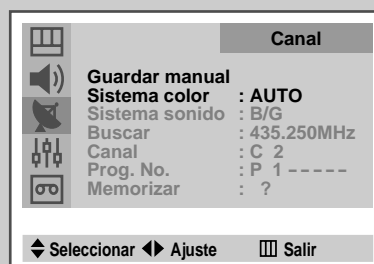 Canal
Guardar manual
Sistema color : AUTO
Sistema sonido : B/G
Buscar : 435.250MHz
Canal : C 2
Prog. No. : P 1 -----
Memorizar : ?
Seleccionar Ajuste Salir